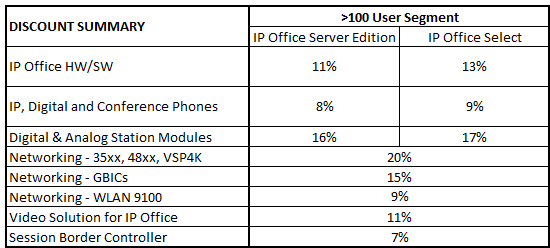 DISCOUNT SUMMARY >100 User Segment
IP Office Server Edition IP Office Select
IP Office HW/SW 11% 13%
IP, Digital and Conference Phones 8% 9%
Digital & Analog Station Modules 16% 17%
Networking - 35xx, 48xx, VSP4K 20%
Networking - GBICs 15%
Networking - WLAN 9100 9%
Video Solution for IP Office 11%
Session Border Controller 7%